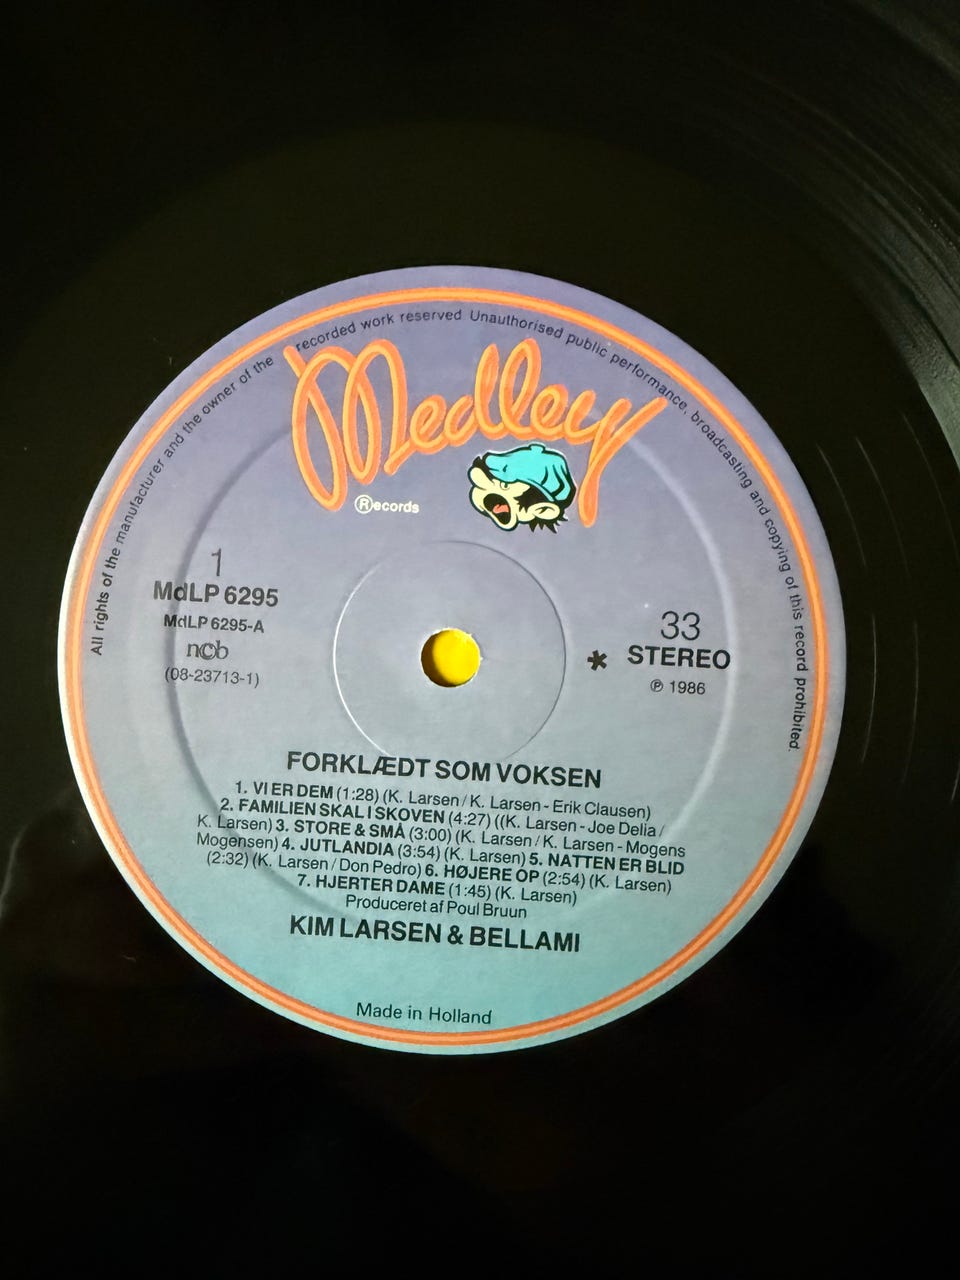 All rights of the manufacturer and the owner of the recorded work reserved Unauthorised public performance, broadcasting and copying of this record prohibited.
Medley
®ecords
1
MdLP 6295
MdLP 6295-A
n©b
(08-23713-1)
33
* STEREO
℗ 1986
FORKLÆDT SOM VOKSEN
1. VI ER DEM (1:28) (K. Larsen / K. Larsen - Erik Clausen)
2. FAMILIEN SKAL I SKOVEN (4:27) ((K. Larsen - Joe Delia /
K. Larsen) 3. STORE & SMÅ (3:00) (K. Larsen / K. Larsen - Mogens
Mogensen) 4. JUTLANDIA (3:54) (K. Larsen) 5. NATTEN ER BLID
(2:32) (K. Larsen / Don Pedro) 6. HØJERE OP (2:54) (K. Larsen)
7. HJERTER DAME (1:45) (K. Larsen)
Produceret af Poul Bruun
KIM LARSEN & BELLAMI
Made in Holland